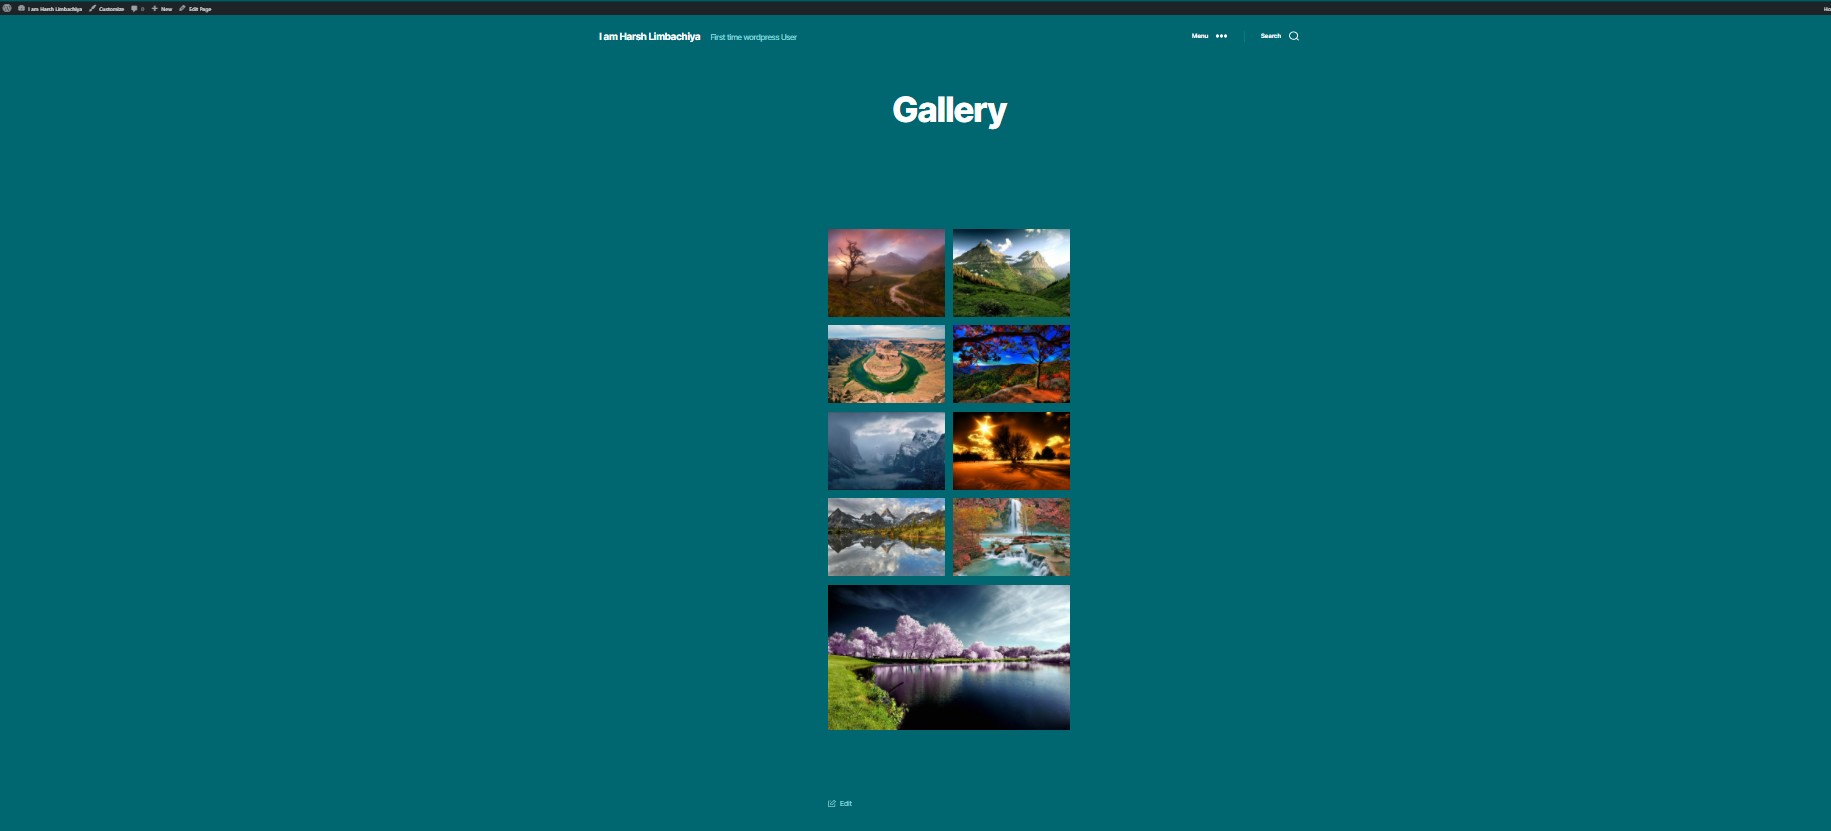 I am Harsh Limbachiya Customize 0 New Edit Page
I am Harsh Limbachiya First time wordpress User Menu Search
Gallery
Edit